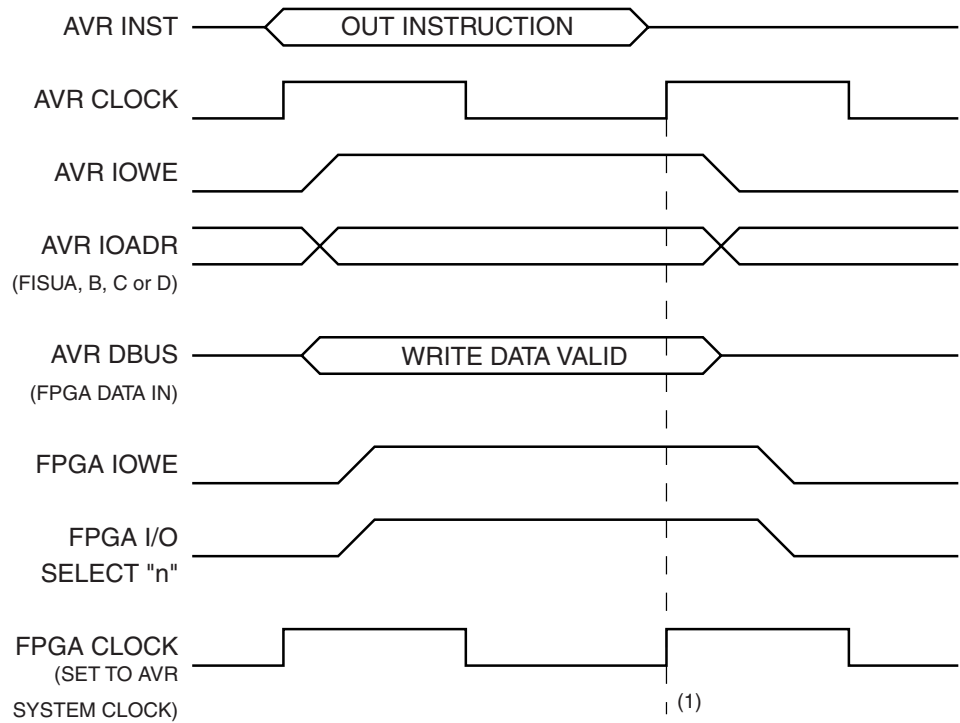 AVR INST
OUT INSTRUCTION
AVR CLOCK
AVR IOWE
AVR IOADR
(FISUA, B, C or D)
AVR DBUS
WRITE DATA VALID
(FPGA DATA IN)
FPGA IOWE
FPGA I/O
SELECT "n"
FPGA CLOCK
(SET TO AVR
SYSTEM CLOCK)
(1)